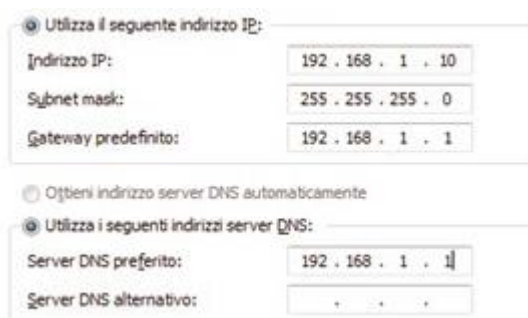 Utilizza il seguente indirizzo IP:
Indirizzo IP: 192 . 168 . 1 . 10
Subnet mask: 255 . 255 . 255 . 0
Gateway predefinito: 192 . 168 . 1 . 1
Ottieni indirizzo server DNS automaticamente
Utilizza i seguenti indirizzi server DNS:
Server DNS preferito: 192 . 168 . 1 . 1
Server DNS alternativo: . . .